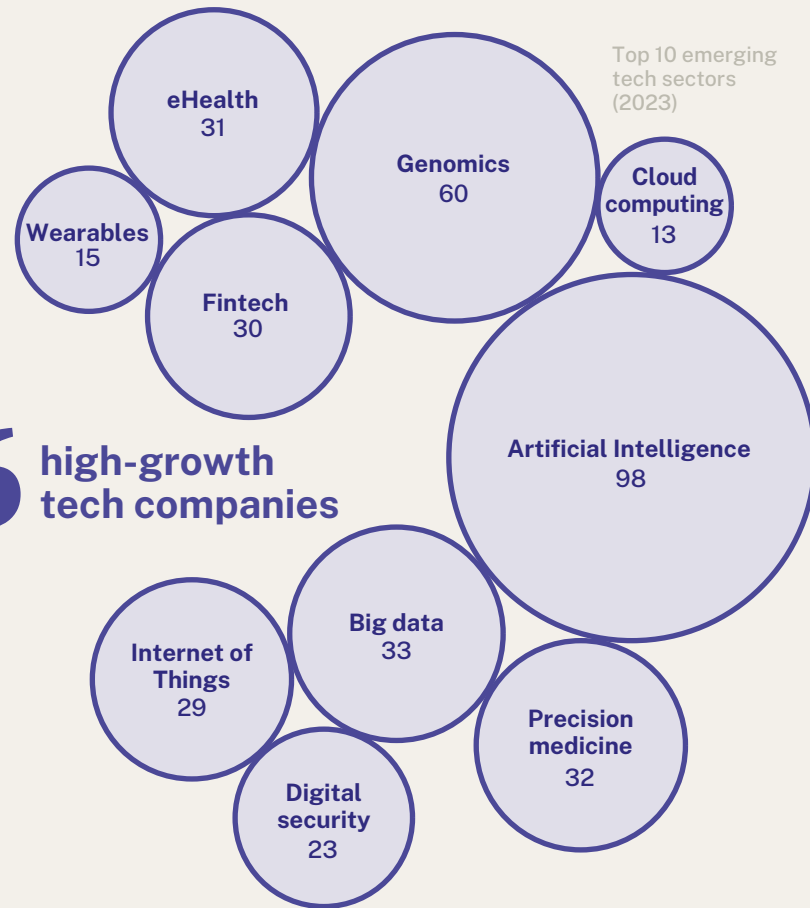 Top 10 emerging
tech sectors
(2023)
eHealth
31
Genomics
60
Cloud
computing
13
Wearables
15
Fintech
30
Artificial Intelligence
98
high-growth
tech companies
Big data
33
Internet of
Things
29
Precision
medicine
32
Digital
security
23